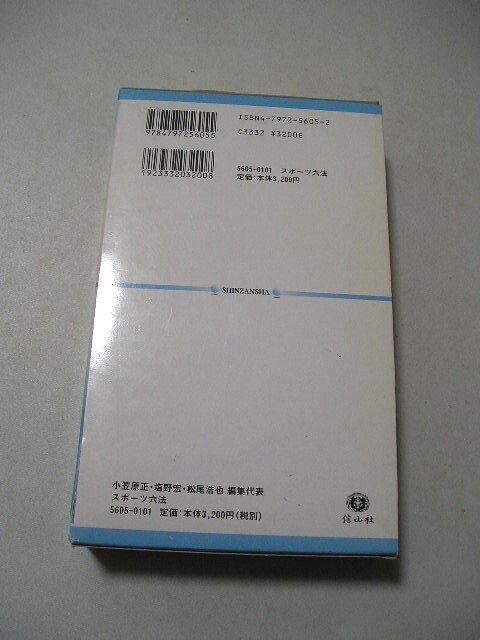 ISBN4-7972-5605-2
9784797256055
C3332 ¥3200E
1923332032008
5605-0101 スポーツ六法
定価:本体3,200円
SHINZANSHA
小笠原正・塩野宏・松尾浩也 編集代表
スポーツ六法
5605-0101 定価:本体3,200円(税別)
信山社